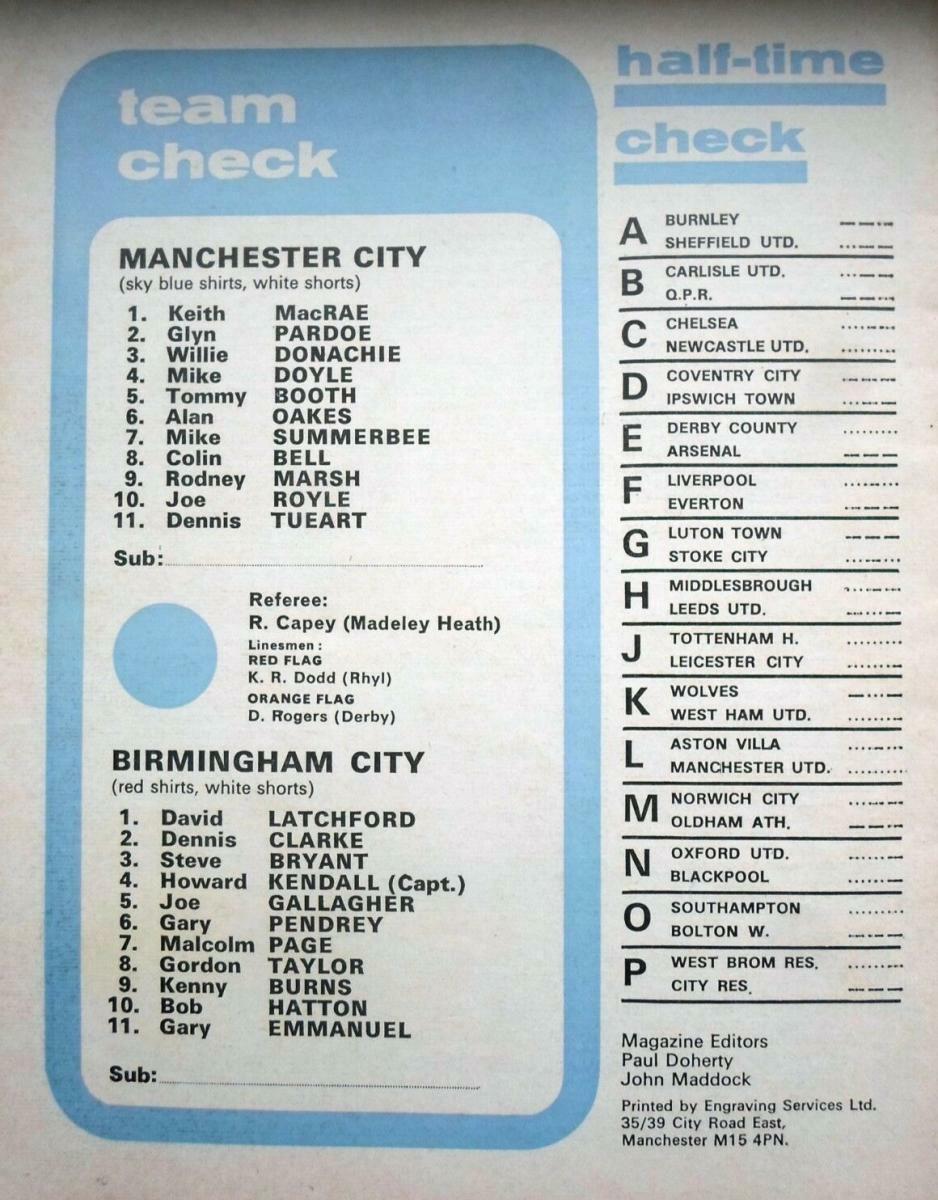 team
check
MANCHESTER CITY
(sky blue shirts, white shorts)
1. Keith MacRAE
2. Glyn PARDOE
3. Willie DONACHIE
4. Mike DOYLE
5. Tommy BOOTH
6. Alan OAKES
7. Mike SUMMERBEE
8. Colin BELL
9. Rodney MARSH
10. Joe ROYLE
11. Dennis TUEART
Sub:
Referee:
R. Capey (Madeley Heath)
Linesmen :
RED FLAG
K. R. Dodd (Rhyl)
ORANGE FLAG
D. Rogers (Derby)
BIRMINGHAM CITY
(red shirts, white shorts)
1. David LATCHFORD
2. Dennis CLARKE
3. Steve BRYANT
4. Howard KENDALL (Capt.)
5. Joe GALLAGHER
6. Gary PENDREY
7. Malcolm PAGE
8. Gordon TAYLOR
9. Kenny BURNS
10. Bob HATTON
11. Gary EMMANUEL
Sub:
half-time
check
A BURNLEY
SHEFFIELD UTD.
B CARLISLE UTD.
Q.P.R.
C CHELSEA
NEWCASTLE UTD.
D COVENTRY CITY
IPSWICH TOWN
E DERBY COUNTY
ARSENAL
F LIVERPOOL
EVERTON
G LUTON TOWN
STOKE CITY
H MIDDLESBROUGH
LEEDS UTD.
J TOTTENHAM H.
LEICESTER CITY
K WOLVES
WEST HAM UTD.
L ASTON VILLA
MANCHESTER UTD.
M NORWICH CITY
OLDHAM ATH.
N OXFORD UTD.
BLACKPOOL
O SOUTHAMPTON
BOLTON W.
P WEST BROM RES.
CITY RES.
Magazine Editors
Paul Doherty
John Maddock
Printed by Engraving Services Ltd.
35/39 City Road East,
Manchester M15 4PN.